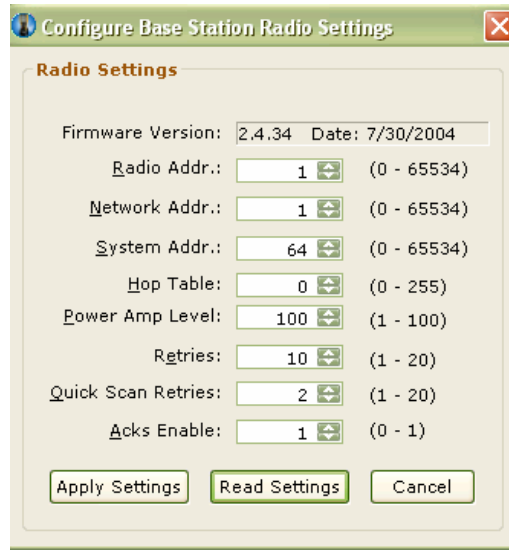 Configure Base Station Radio Settings
Radio Settings
Firmware Version: 2.4.34 Date: 7/30/2004
Radio Addr.: 1 (0 - 65534)
Network Addr.: 1 (0 - 65534)
System Addr.: 64 (0 - 65534)
Hop Table: 0 (0 - 255)
Power Amp Level: 100 (1 - 100)
Retries: 10 (1 - 20)
Quick Scan Retries: 2 (1 - 20)
Acks Enable: 1 (0 - 1)
Apply Settings Read Settings Cancel